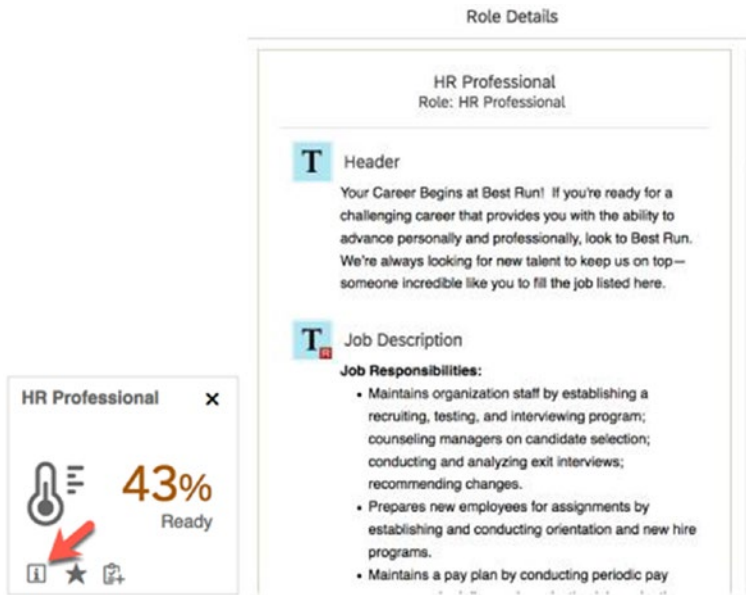 Role Details
HR Professional
Role: HR Professional
T Header
Your Career Begins at Best Run! If you're ready for a
challenging career that provides you with the ability to
advance personally and professionally, look to Best Run.
We're always looking for new talent to keep us on top—
someone incredible like you to fill the job listed here.
T R Job Description
Job Responsibilities:
• Maintains organization staff by establishing a
recruiting, testing, and interviewing program;
counseling managers on candidate selection;
conducting and analyzing exit interviews;
recommending changes.
• Prepares new employees for assignments by
establishing and conducting orientation and new hire
programs.
• Maintains a pay plan by conducting periodic pay
HR Professional ×
43%
Ready
i